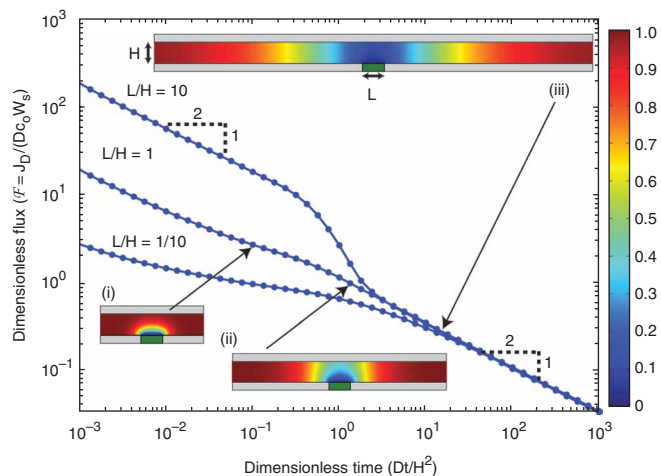 Dimensionless flux (ℱ = J_D/(Dc_oW_s)
10³
10²
10¹
10⁰
10⁻¹
H
L
L/H = 10
L/H = 1
L/H = 1/10
2
1
(i)
(ii)
(iii)
2
1
1.0
0.9
0.8
0.7
0.6
0.5
0.4
0.3
0.2
0.1
0
10⁻³
10⁻²
10⁻¹
10⁰
10¹
10²
10³
Dimensionless time (Dt/H²)